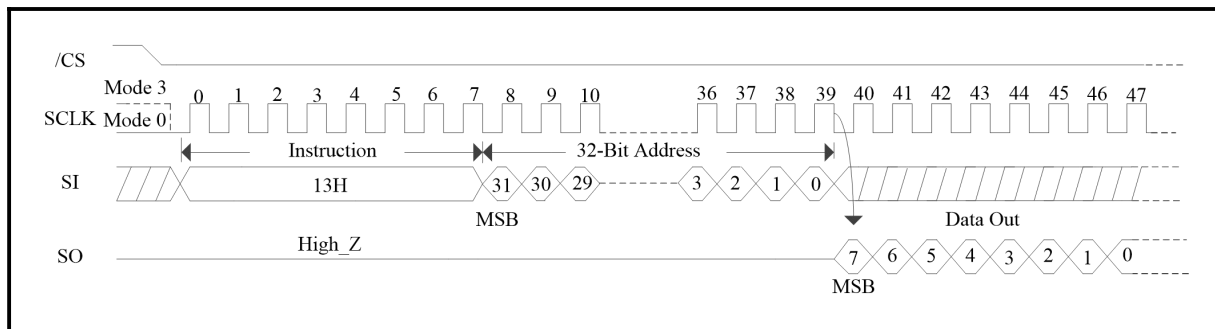 /CS
Mode 3
0 1 2 3 4 5 6 7 8 9 10 36 37 38 39 40 41 42 43 44 45 46 47
SCLK Mode 0
Instruction 32-Bit Address
SI 13H 31 30 29 3 2 1 0
MSB Data Out
High_Z
SO 7 6 5 4 3 2 1 0
MSB